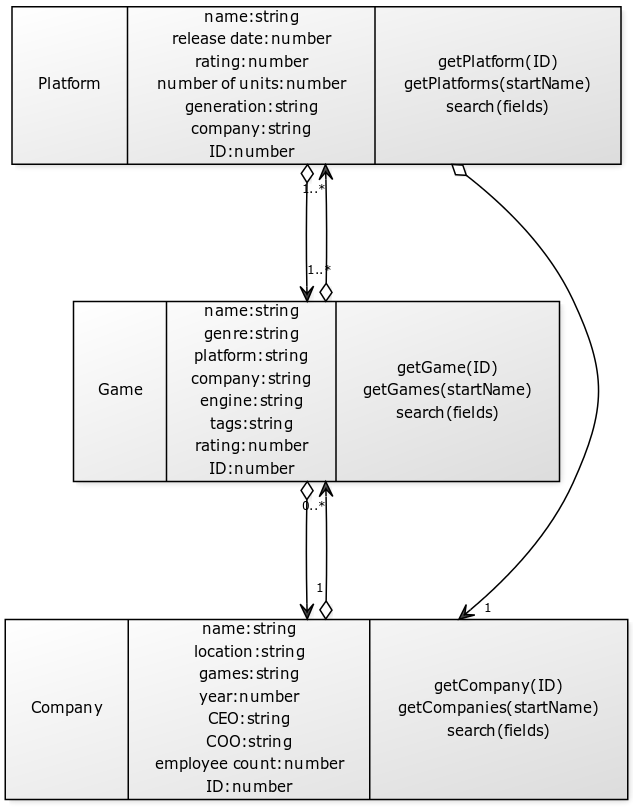 Platform
name:string
release date:number
rating:number
number of units:number
generation:string
company:string
ID:number
getPlatform(ID)
getPlatforms(startName)
search(fields)
1..*
1..*
Game
name:string
genre:string
platform:string
company:string
engine:string
tags:string
rating:number
ID:number
getGame(ID)
getGames(startName)
search(fields)
0..*
1
1
Company
name:string
location:string
games:string
year:number
CEO:string
COO:string
employee count:number
ID:number
getCompany(ID)
getCompanies(startName)
search(fields)